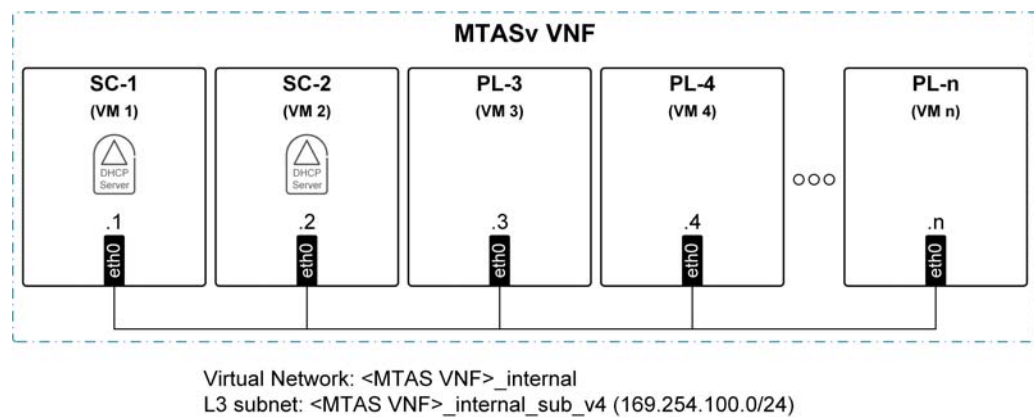 MTASv VNF
SC-1
(VM 1)
DHCP
Server
.1
eth0
SC-2
(VM 2)
DHCP
Server
.2
eth0
PL-3
(VM 3)
.3
eth0
PL-4
(VM 4)
.4
eth0
ooo
PL-n
(VM n)
.n
eth0
Virtual Network: <MTAS VNF>_internal
L3 subnet: <MTAS VNF>_internal_sub_v4 (169.254.100.0/24)